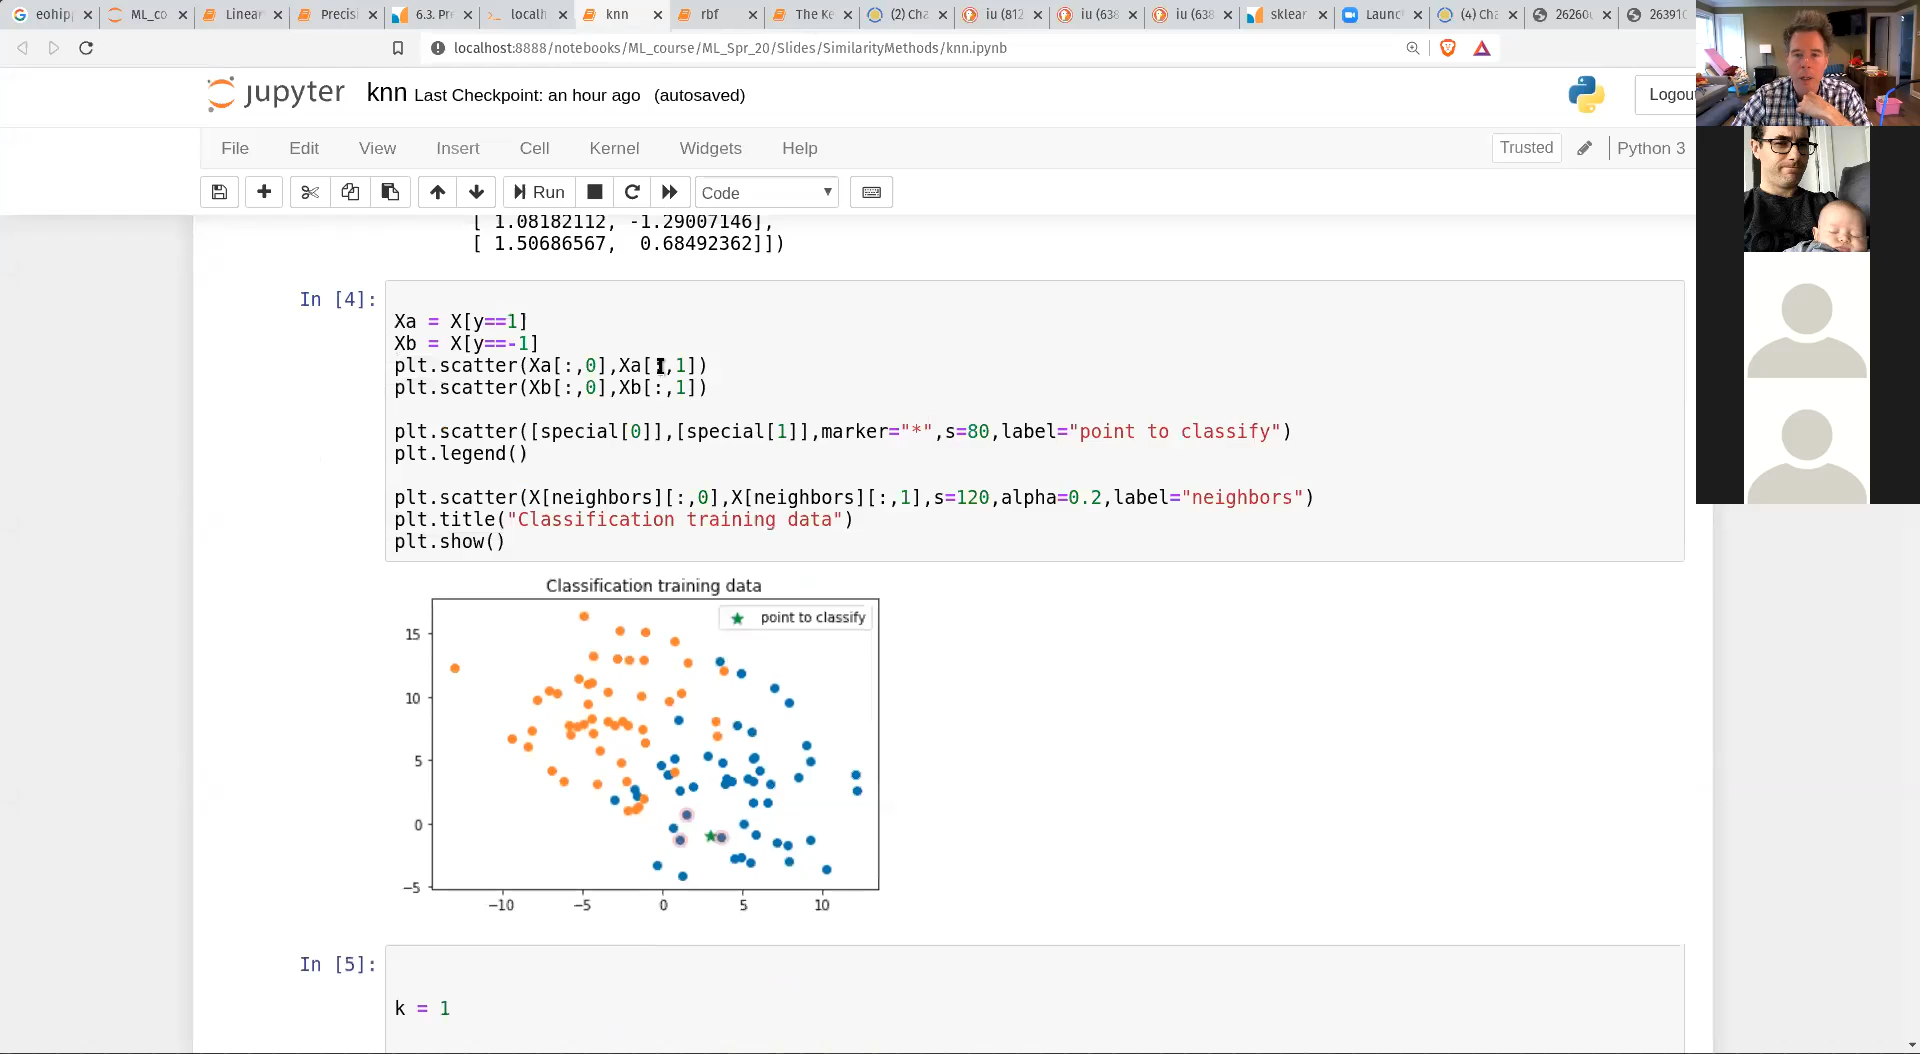 eohip ML_co Linear Precisi 6.3. Pr localh knn rbf The Ke (2) Cha iu (812 iu (638 iu (638 sklear Launc (4) Cha 26260 26391
localhost:8888/notebooks/ML_course/ML_Spr_20/Slides/SimilarityMethods/knn.ipynb
jupyter knn Last Checkpoint: an hour ago (autosaved) Logou
File Edit View Insert Cell Kernel Widgets Help Trusted Python 3
Run Code
[ 1.08182112, -1.29007146],
[ 1.50686567, 0.68492362]])
In [4]:
Xa = X[y==1]
Xb = X[y==-1]
plt.scatter(Xa[:,0],Xa[:,1])
plt.scatter(Xb[:,0],Xb[:,1])
plt.scatter([special[0]],[special[1]],marker="*",s=80,label="point to classify")
plt.legend()
plt.scatter(X[neighbors][:,0],X[neighbors][:,1],s=120,alpha=0.2,label="neighbors")
plt.title("Classification training data")
plt.show()
Classification training data
point to classify
15
10
5
0
−5
−10 −5 0 5 10
In [5]:
k = 1